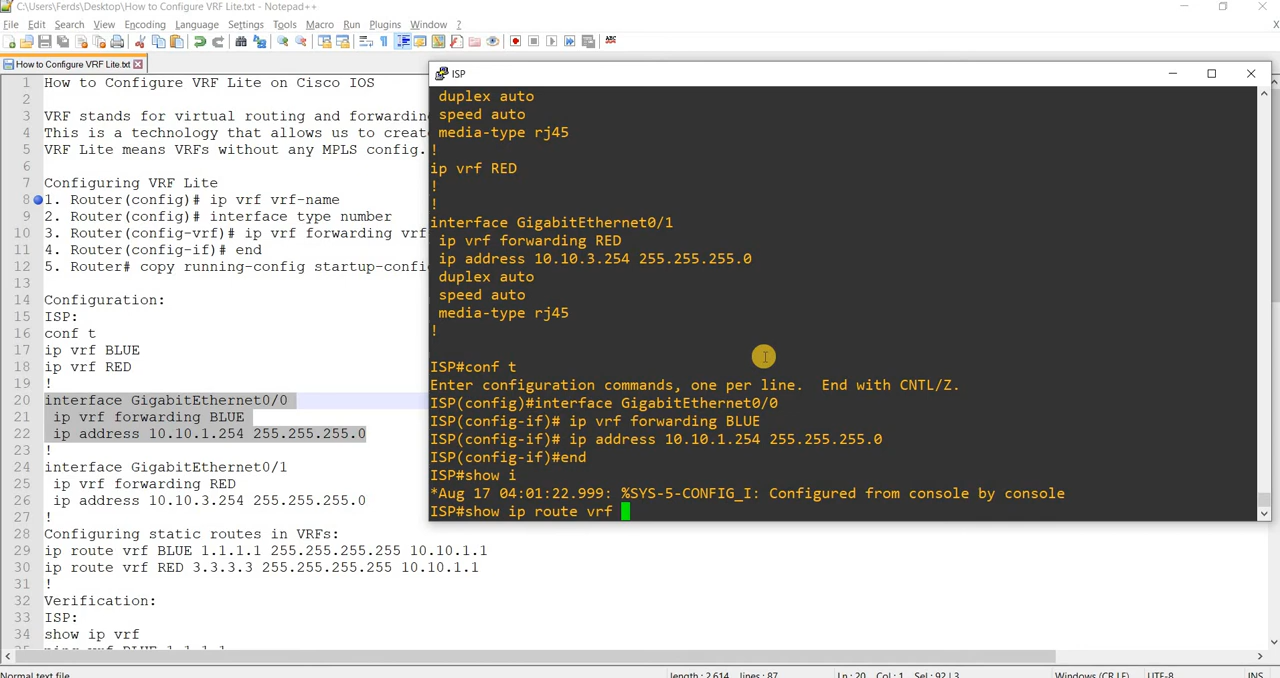 C:\Users\Ferds\Desktop\How to Configure VRF Lite.txt - Notepad++
File Edit Search View Encoding Language Settings Tools Macro Run Plugins Window ?
How to Configure VRF Lite.txt
1 How to Configure VRF Lite on Cisco IOS
2
3 VRF stands for virtual routing and forwarding
4 This is a technology that allows us to create
5 VRF Lite means VRFs without any MPLS config.
6
7 Configuring VRF Lite
8 1. Router(config)# ip vrf vrf-name
9 2. Router(config)# interface type number
10 3. Router(config-vrf)# ip vrf forwarding vrf
11 4. Router(config-if)# end
12 5. Router# copy running-config startup-confi
13
14 Configuration:
15 ISP:
16 conf t
17 ip vrf BLUE
18 ip vrf RED
19 !
20 interface GigabitEthernet0/0
21 ip vrf forwarding BLUE
22 ip address 10.10.1.254 255.255.255.0
23 !
24 interface GigabitEthernet0/1
25 ip vrf forwarding RED
26 ip address 10.10.3.254 255.255.255.0
27 !
28 Configuring static routes in VRFs:
29 ip route vrf BLUE 1.1.1.1 255.255.255.255 10.10.1.1
30 ip route vrf RED 3.3.3.3 255.255.255.255 10.10.1.1
31 !
32 Verification:
33 ISP:
34 show ip vrf
ISP
duplex auto
speed auto
media-type rj45
!
ip vrf RED
!
!
interface GigabitEthernet0/1
ip vrf forwarding RED
ip address 10.10.3.254 255.255.255.0
duplex auto
speed auto
media-type rj45
!
ISP#conf t
Enter configuration commands, one per line. End with CNTL/Z.
ISP(config)#interface GigabitEthernet0/0
ISP(config-if)# ip vrf forwarding BLUE
ISP(config-if)# ip address 10.10.1.254 255.255.255.0
ISP(config-if)#end
ISP#show i
*Aug 17 04:01:22.999: %SYS-5-CONFIG_I: Configured from console by console
ISP#show ip route vrf
Normal text file length : 2,614 lines : 87 Ln : 20 Col : 1 Sel : 92 | 3 Windows (CR LF) UTF-8 INS